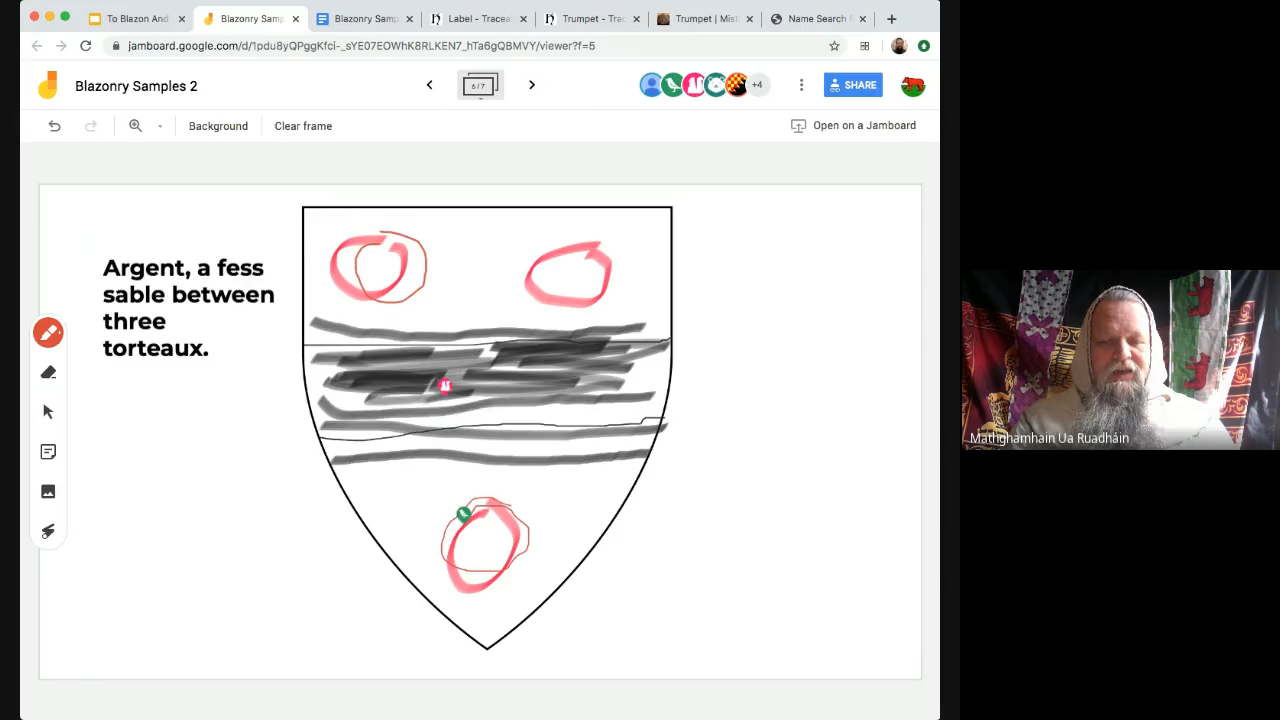 To Blazon And
Blazonry Samp
Blazonry Sam
Label - Traceal
Trumpet - Trac
Trumpet | Mist
Name Search
jamboard.google.com/d/1pdu8yQPggKfci-_sYE07EOWhK8RLKEN7_hTa6gQBMVY/viewer?f=5
Blazonry Samples 2
6/7
+4
SHARE
Background
Clear frame
Open on a Jamboard
Argent, a fess
sable between
three
torteaux.
Mathghamhain Ua Ruadháin